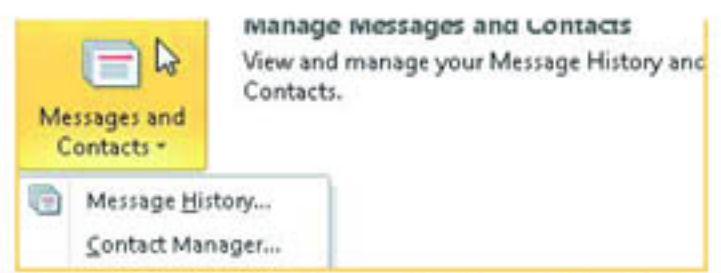 Manage Messages and Contacts
View and manage your Message History and
Contacts.
Messages and
Contacts
Message History...
Contact Manager...